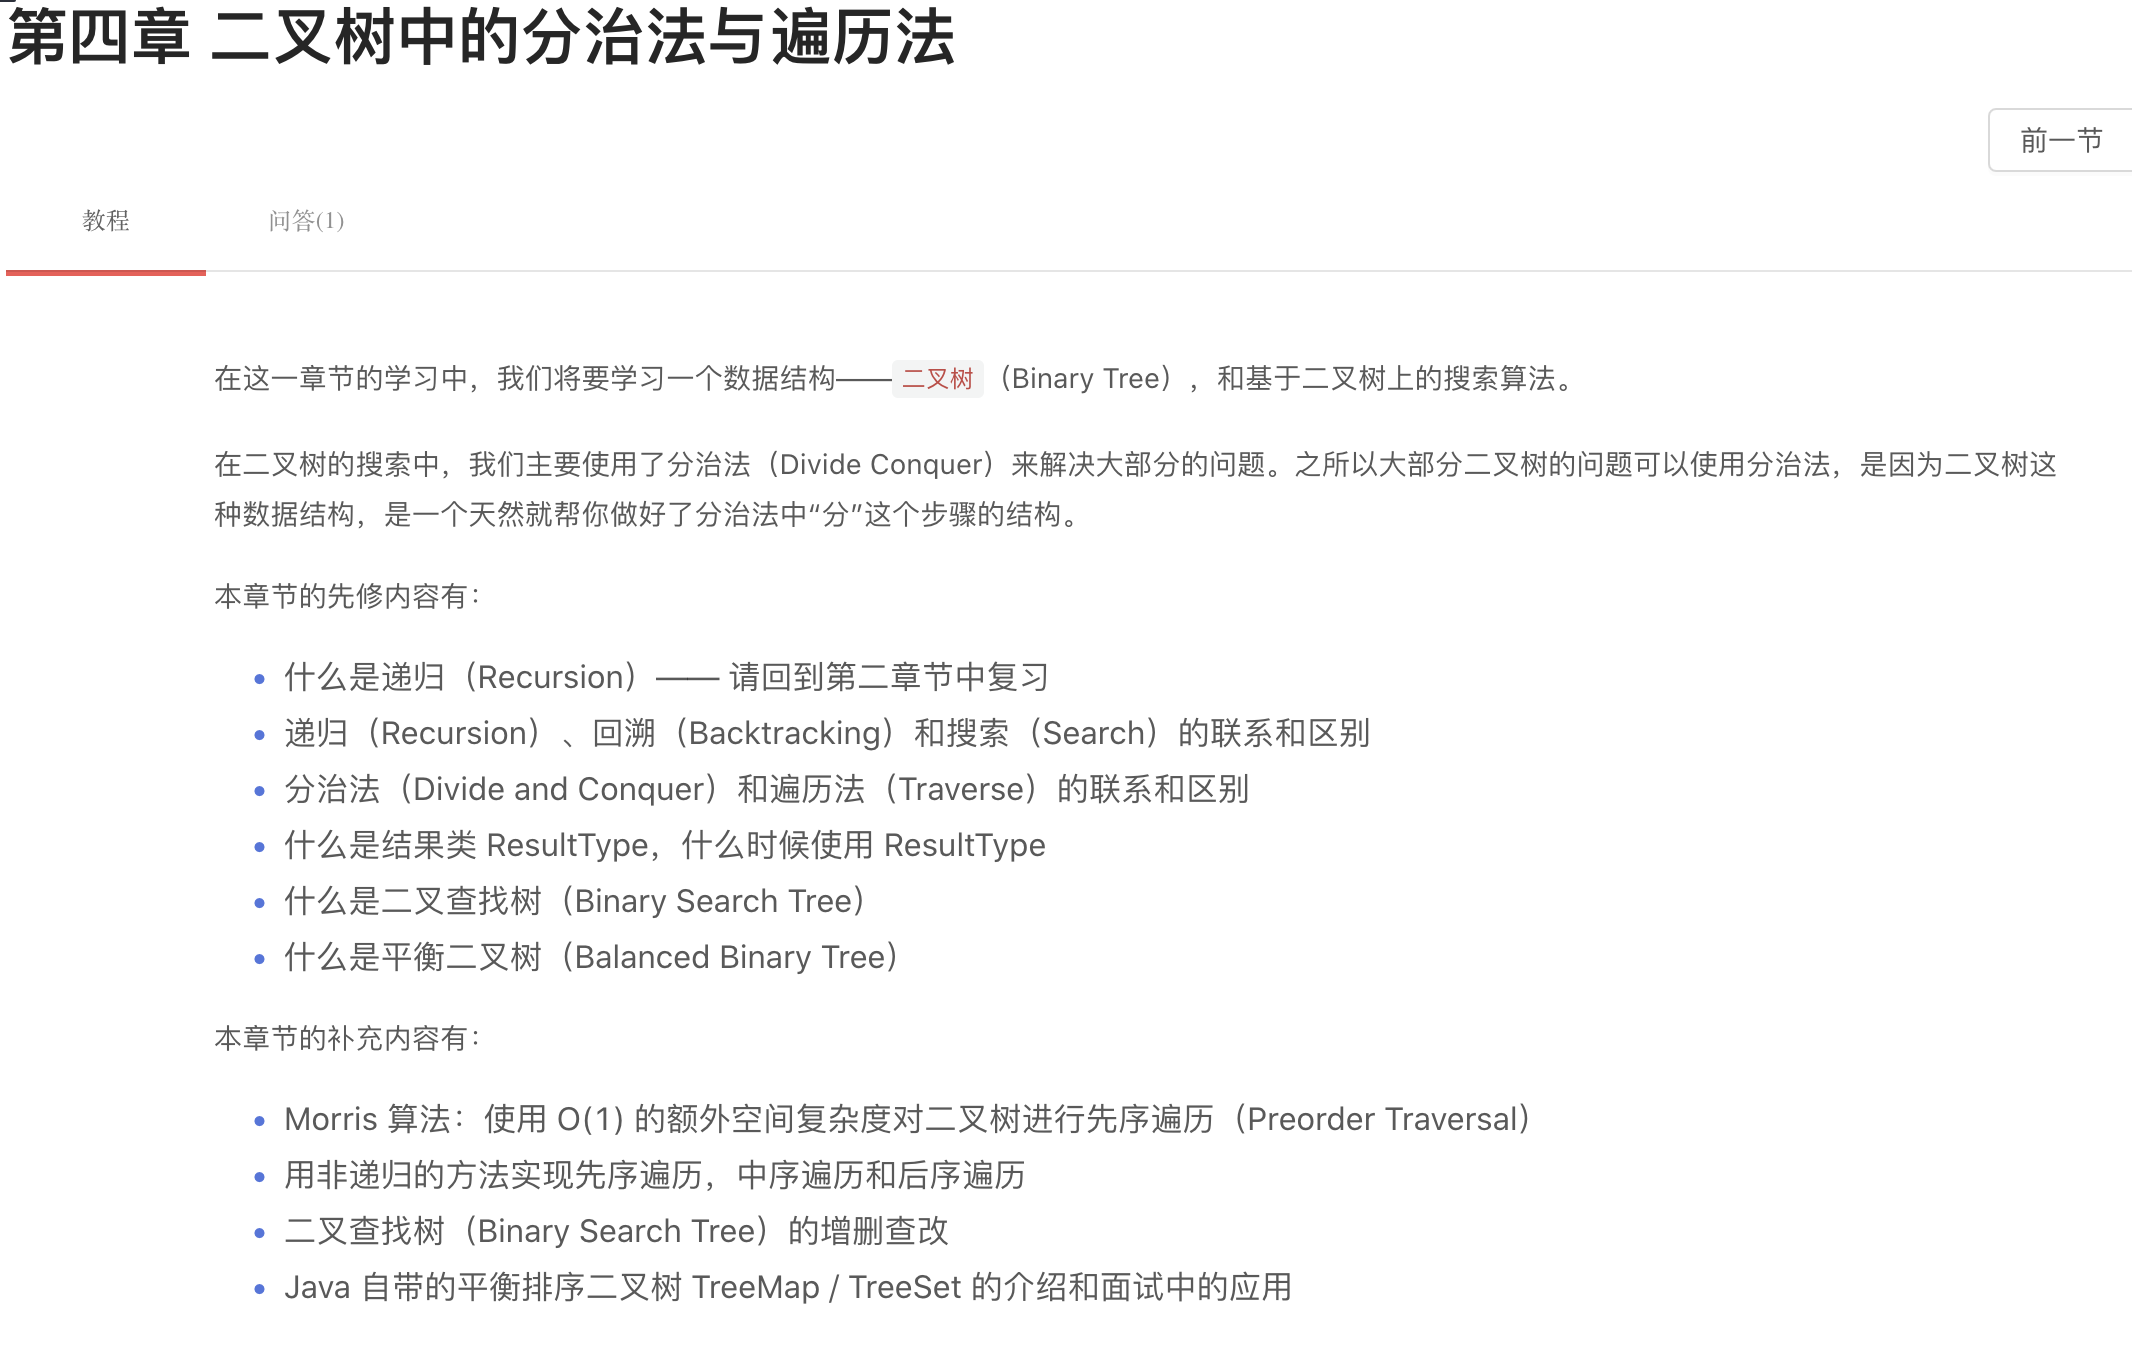 第四章 二叉树中的分治法与遍历法
前一节
教程 问答(1)
在这一章节的学习中，我们将要学习一个数据结构——二叉树（Binary Tree），和基于二叉树上的搜索算法。
在二叉树的搜索中，我们主要使用了分治法（Divide Conquer）来解决大部分的问题。之所以大部分二叉树的问题可以使用分治法，是因为二叉树这
种数据结构，是一个天然就帮你做好了分治法中“分”这个步骤的结构。
本章节的先修内容有：
• 什么是递归（Recursion）—— 请回到第二章节中复习
• 递归（Recursion）、回溯（Backtracking）和搜索（Search）的联系和区别
• 分治法（Divide and Conquer）和遍历法（Traverse）的联系和区别
• 什么是结果类 ResultType，什么时候使用 ResultType
• 什么是二叉查找树（Binary Search Tree）
• 什么是平衡二叉树（Balanced Binary Tree）
本章节的补充内容有：
• Morris 算法：使用 O(1) 的额外空间复杂度对二叉树进行先序遍历（Preorder Traversal）
• 用非递归的方法实现先序遍历，中序遍历和后序遍历
• 二叉查找树（Binary Search Tree）的增删查改
• Java 自带的平衡排序二叉树 TreeMap / TreeSet 的介绍和面试中的应用